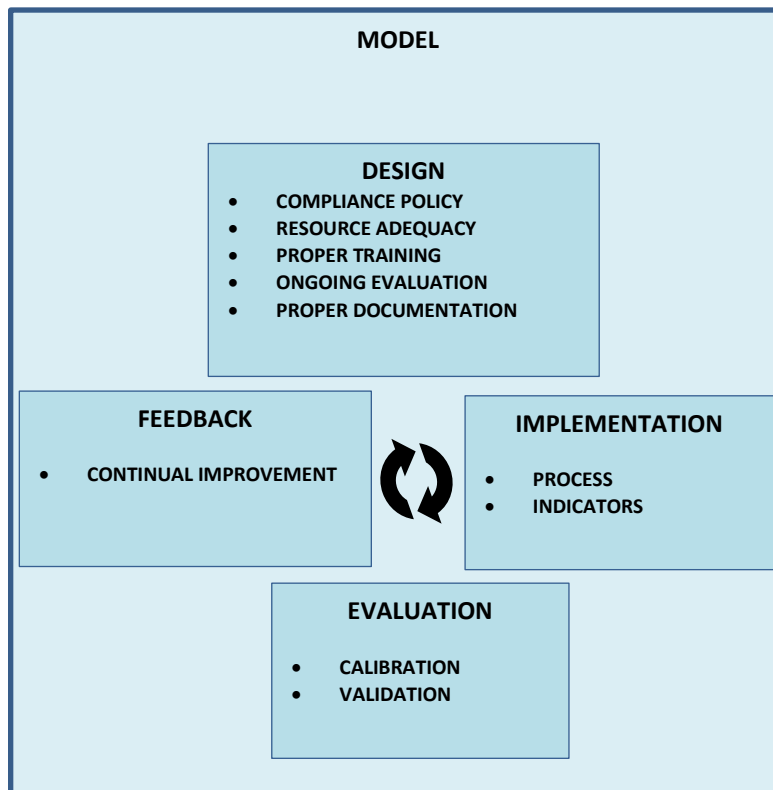 MODEL
DESIGN
• COMPLIANCE POLICY
• RESOURCE ADEQUACY
• PROPER TRAINING
• ONGOING EVALUATION
• PROPER DOCUMENTATION
FEEDBACK
• CONTINUAL IMPROVEMENT
IMPLEMENTATION
• PROCESS
• INDICATORS
EVALUATION
• CALIBRATION
• VALIDATION